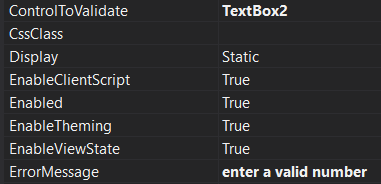 ControlToValidate TextBox2
CssClass
Display Static
EnableClientScript True
Enabled True
EnableTheming True
EnableViewState True
ErrorMessage enter a valid number